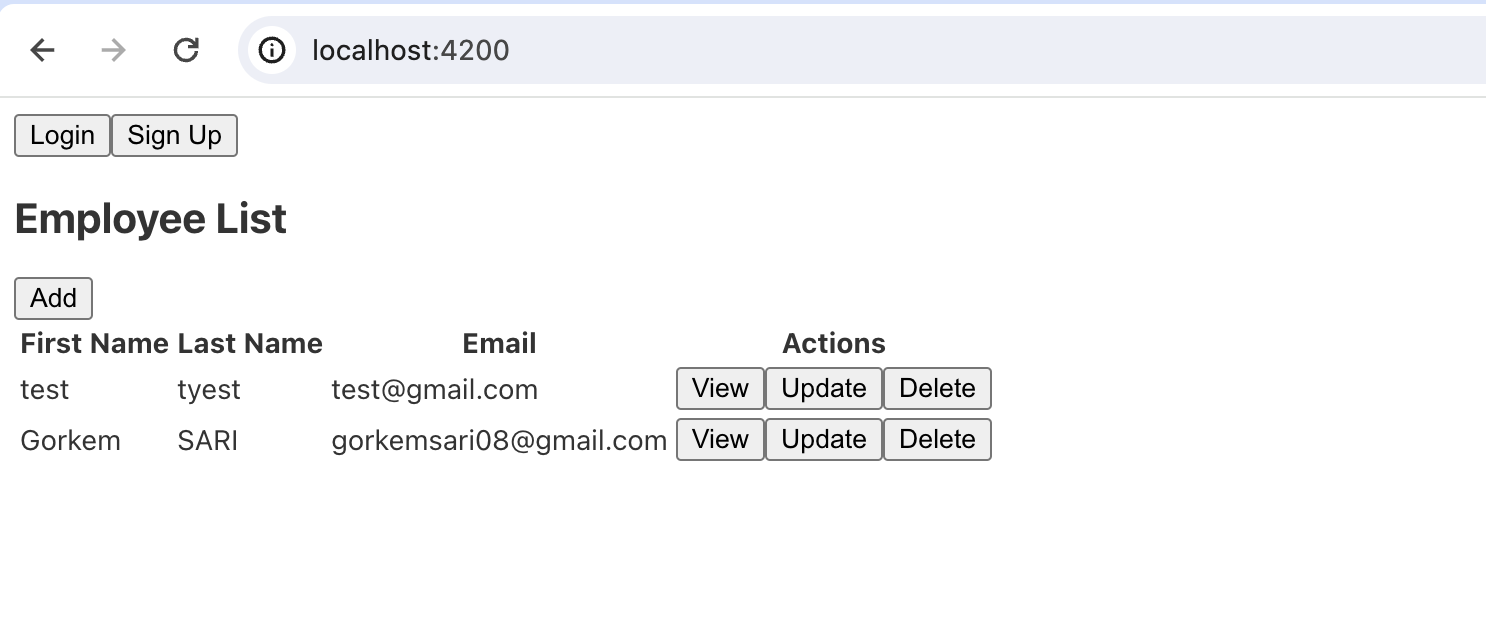 localhost:4200
Login Sign Up
Employee List
Add
First Name Last Name Email Actions
test tyest test@gmail.com View Update Delete
Gorkem SARI gorkemsari08@gmail.com View Update Delete